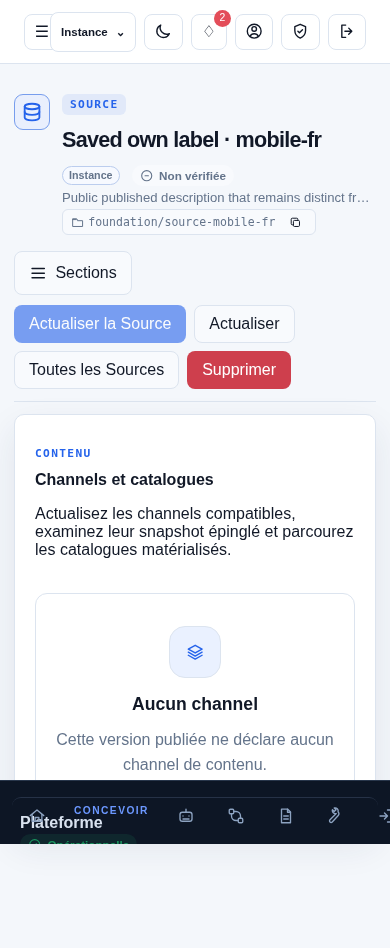 Instance
2
SOURCE
Saved own label · mobile-fr
Instance
Non vérifiée
Public published description that remains distinct fr…
foundation/source-mobile-fr
Sections
Actualiser la Source
Actualiser
Toutes les Sources
Supprimer
CONTENU
Channels et catalogues
Actualisez les channels compatibles,
examinez leur snapshot épinglé et parcourez
les catalogues matérialisés.
Aucun channel
Cette version publiée ne déclare aucun
channel de contenu.
CONCEVOIR
Plateforme
Opérationnelle